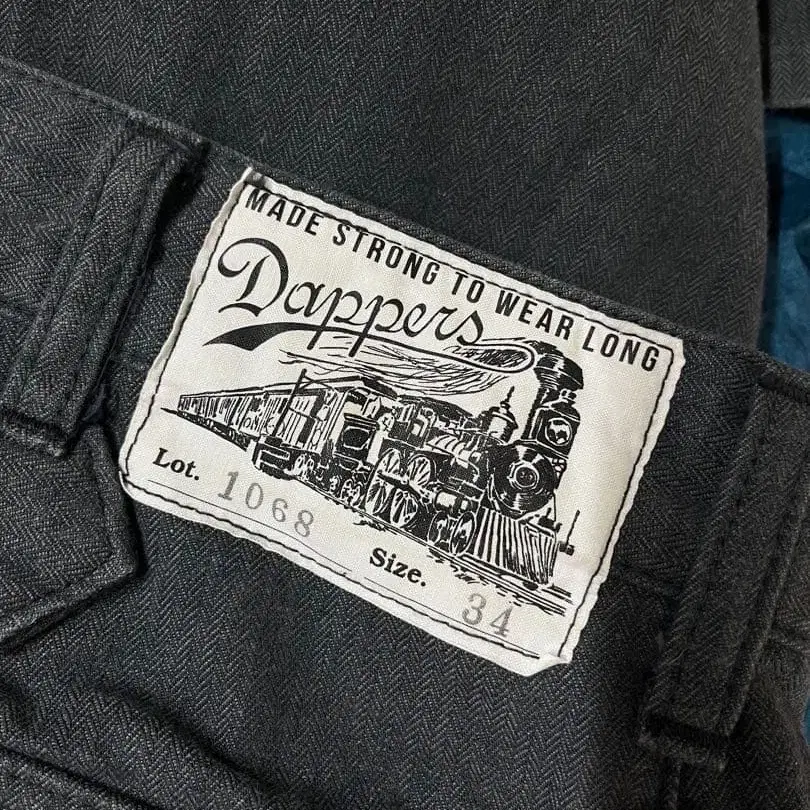 MADE STRONG TO WEAR LONG
Dappers
Lot. 1068
Size. 34